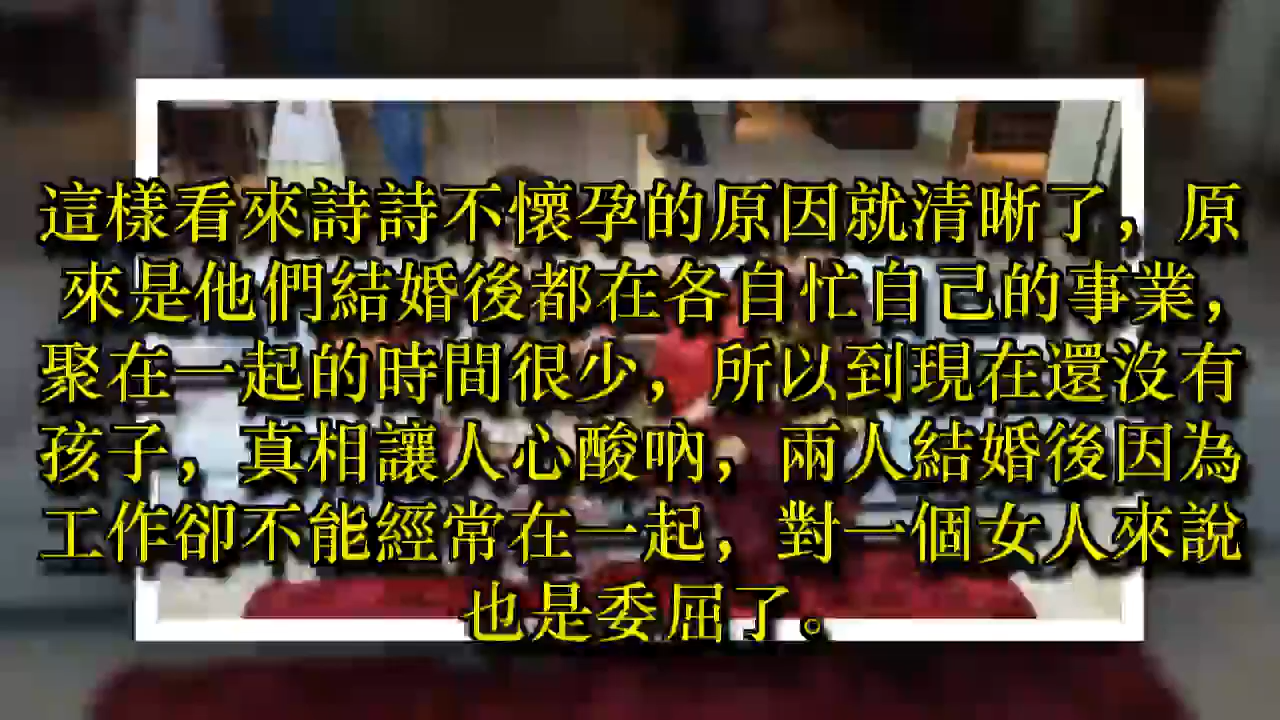 這樣看來詩詩不懷孕的原因就清晰了，原
來是他們結婚後都在各自忙自己的事業，
聚在一起的時間很少，所以到現在還沒有
孩子，真相讓人心酸吶，兩人結婚後因為
工作卻不能經常在一起，對一個女人來說
也是委屈了。